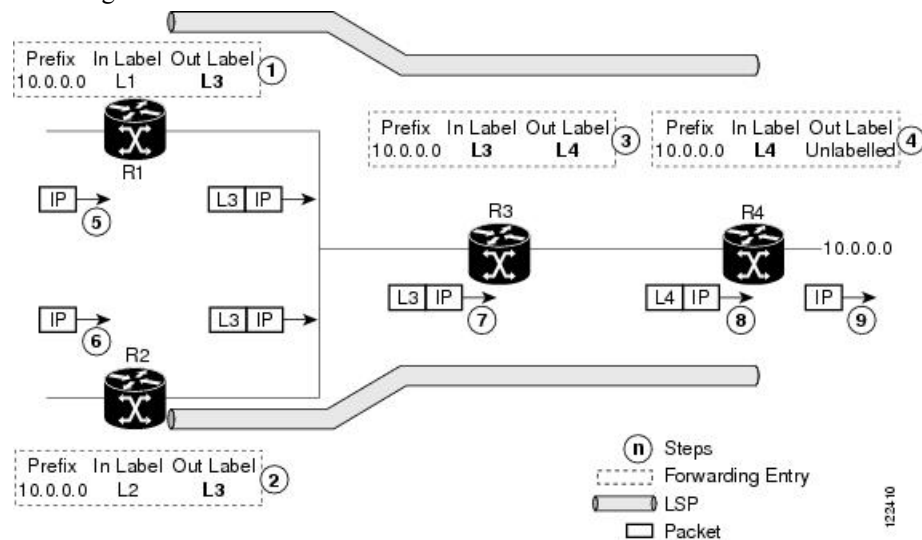 Prefix In Label Out Label
10.0.0.0 L1 L3
1
R1
Prefix In Label Out Label
10.0.0.0 L3 L4
3
Prefix In Label Out Label
10.0.0.0 L4 Unlabelled
4
IP
5
L3 IP
R3
R4
10.0.0.0
IP
6
L3 IP
L3 IP
7
L4 IP
8
IP
9
R2
Prefix In Label Out Label
10.0.0.0 L2 L3
2
n Steps
Forwarding Entry
LSP
Packet
122410